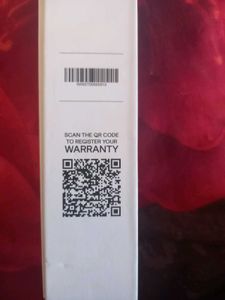 SCAN THE QR CODE
TO REGISTER YOUR
WARRANTY